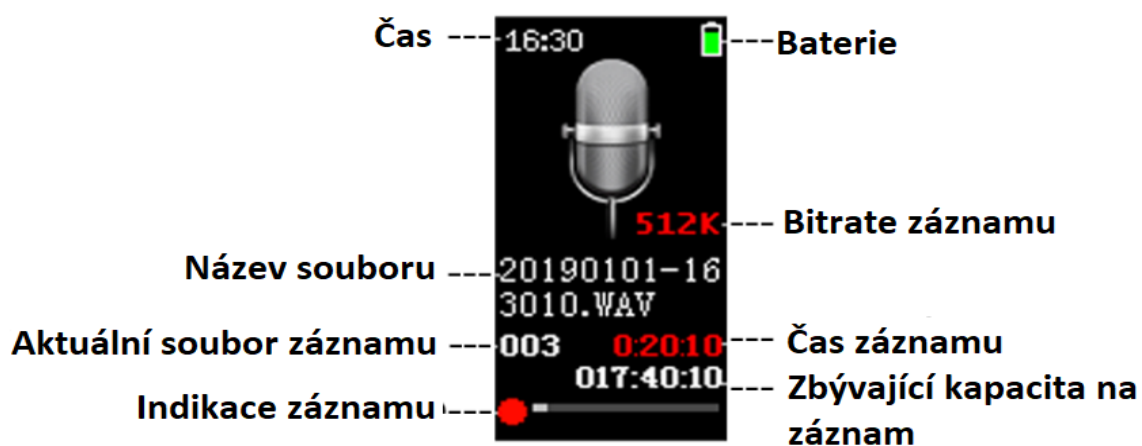 Čas
16:30
Baterie
512K
Bitrate záznamu
Název souboru
20190101-16
3010.WAV
Aktuální soubor záznamu
003
0:20:10
Čas záznamu
017:40:10
Zbývající kapacita na
záznam
Indikace záznamu